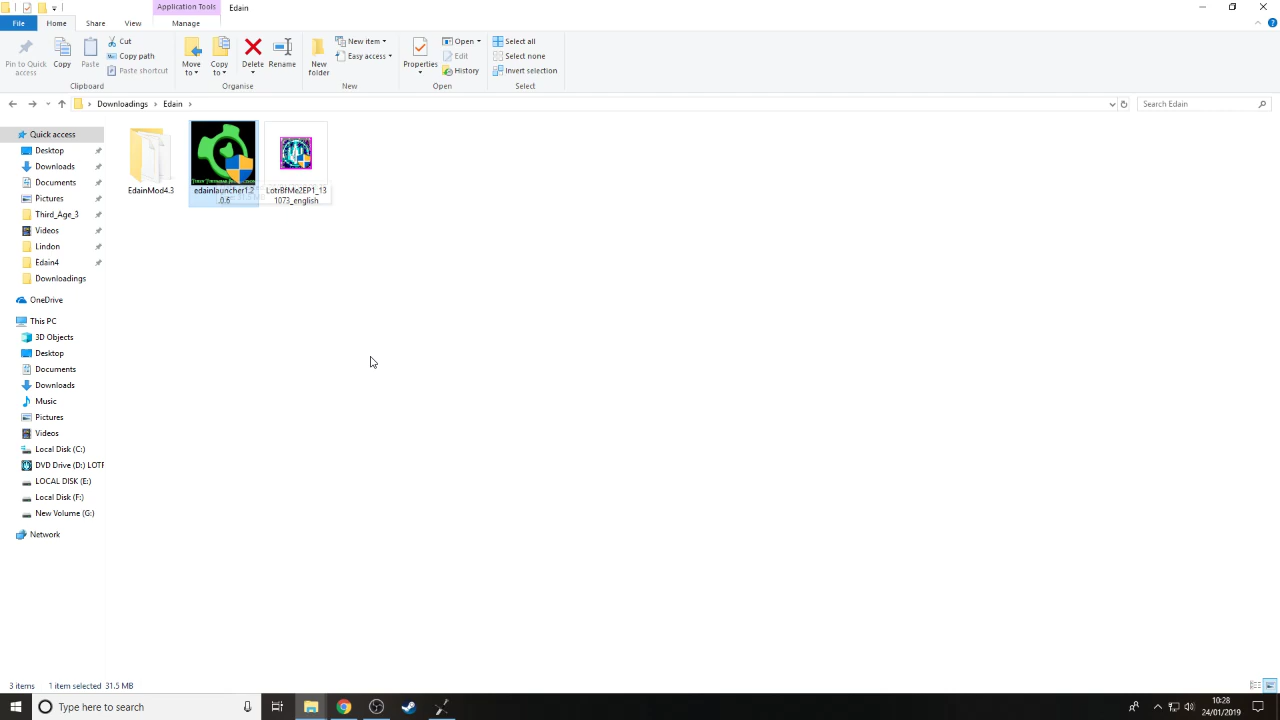 Application Tools
Edain
File
Home
Share
View
Manage
Pin to Quick access
Copy
Paste
Cut
Copy path
Paste shortcut
Clipboard
Move to
Copy to
Delete
Rename
Organise
New folder
New item
Easy access
New
Properties
Open
Edit
History
Open
Select all
Select none
Invert selection
Select
Downloadings
Edain
Search Edain
Quick access
Desktop
Downloads
Documents
Pictures
Third_Age_3
Videos
Lindon
Edain4
Downloadings
OneDrive
This PC
3D Objects
Desktop
Documents
Downloads
Music
Pictures
Videos
Local Disk (C:)
DVD Drive (D:) LOTR
LOCAL DISK (E:)
Local Disk (F:)
New Volume (G:)
Network
EdainMod4.3
edainlauncher1.2
.0.6
LotrBfMe2EP1_13
1073_english
3 items
1 item selected 31.5 MB
Type here to search
10:28
24/01/2019